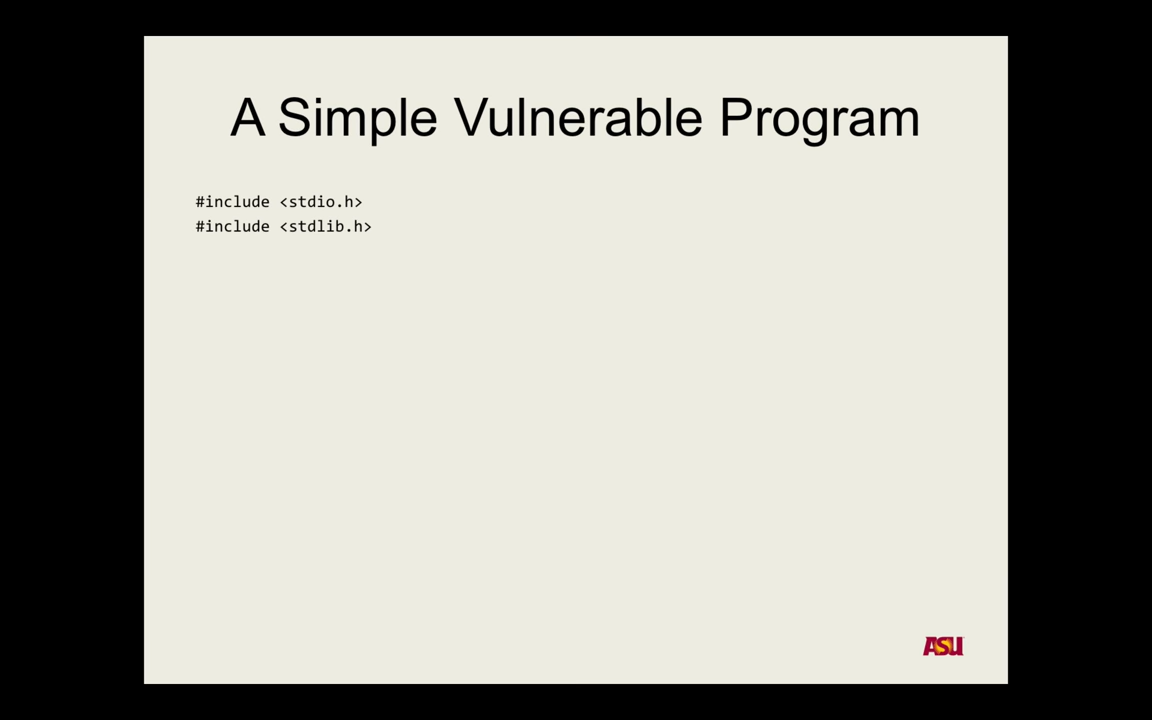 A Simple Vulnerable Program
#include <stdio.h>
#include <stdlib.h>
ASU